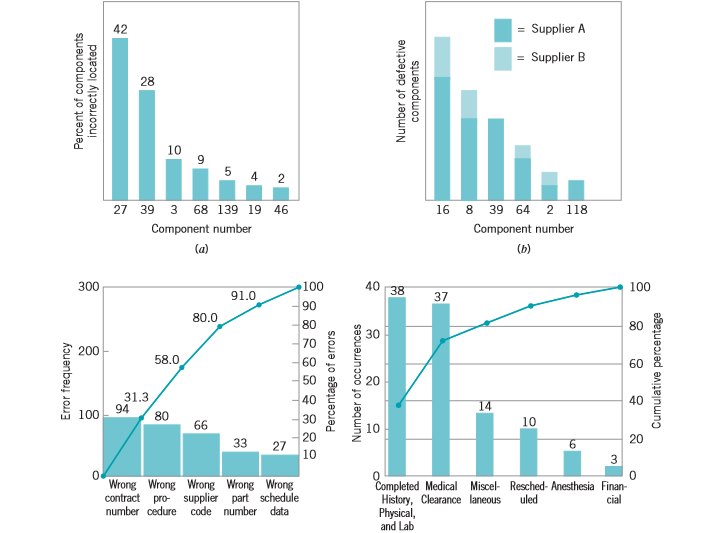 Percent of components
incorrectly located
42
28
10
9
5
4
2
27 39 3 68 139 19 46
Component number
(a)
Number of defective
components
= Supplier A
= Supplier B
16 8 39 64 2 118
Component number
(b)
Error frequency
300
200
100
0
94
80
66
33
27
31.3
58.0
80.0
91.0
100
90
80
70
60
50
40
30
20
10
Percentage of errors
Wrong
contract
number
Wrong
pro-
cedure
Wrong
supplier
code
Wrong
part
number
Wrong
schedule
data
Number of occurrences
40
30
20
10
0
38
37
14
10
6
3
100
80
60
40
20
0
Cumulative percentage
Completed
History,
Physical,
and Lab
Medical
Clearance
Miscel-
laneous
Resched-
uled
Anesthesia
Finan-
cial